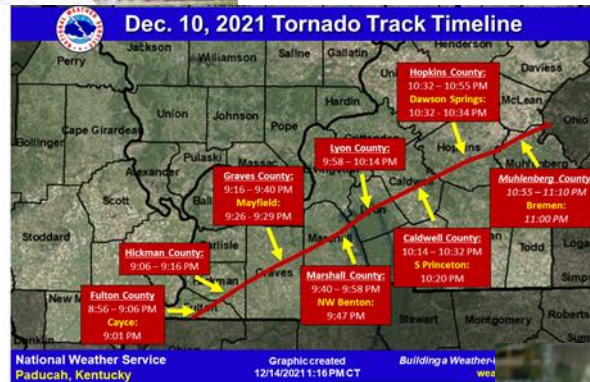 Dec. 10, 2021 Tornado Track Timeline
Perry
Jackson
Williamson
Saline
Gallatin
Henderson
Daviess
Hopkins County:
10:32 – 10:55 PM
Dawson Springs:
10:32 - 10:34 PM
McLean
Ohio
Bollinger
Cape Girardeau
Union
Johnson
Pope
Hardin
Lyon County:
9:58 – 10:14 PM
Hopkins
Muhlenberg
Alexander
Pulaski
Massac
Scott
Graves County:
9:16 – 9:40 PM
Mayfield:
9:26 - 9:29 PM
Caldwell
Muhlenberg County:
10:55 – 11:10 PM
Bremen:
11:00 PM
Stoddard
Hickman County:
9:06 – 9:16 PM
Graves
Caldwell County:
10:14 – 10:32 PM
S Princeton:
10:20 PM
Todd
Fulton County
8:56 – 9:06 PM
Cayce:
9:01 PM
Fulton
Marshall County:
9:40 – 9:58 PM
NW Benton:
9:47 PM
Stewart
Montgomery
National Weather Service
Paducah, Kentucky
Graphic created
12/14/2021 1:16 PM CT
Building a Weather-